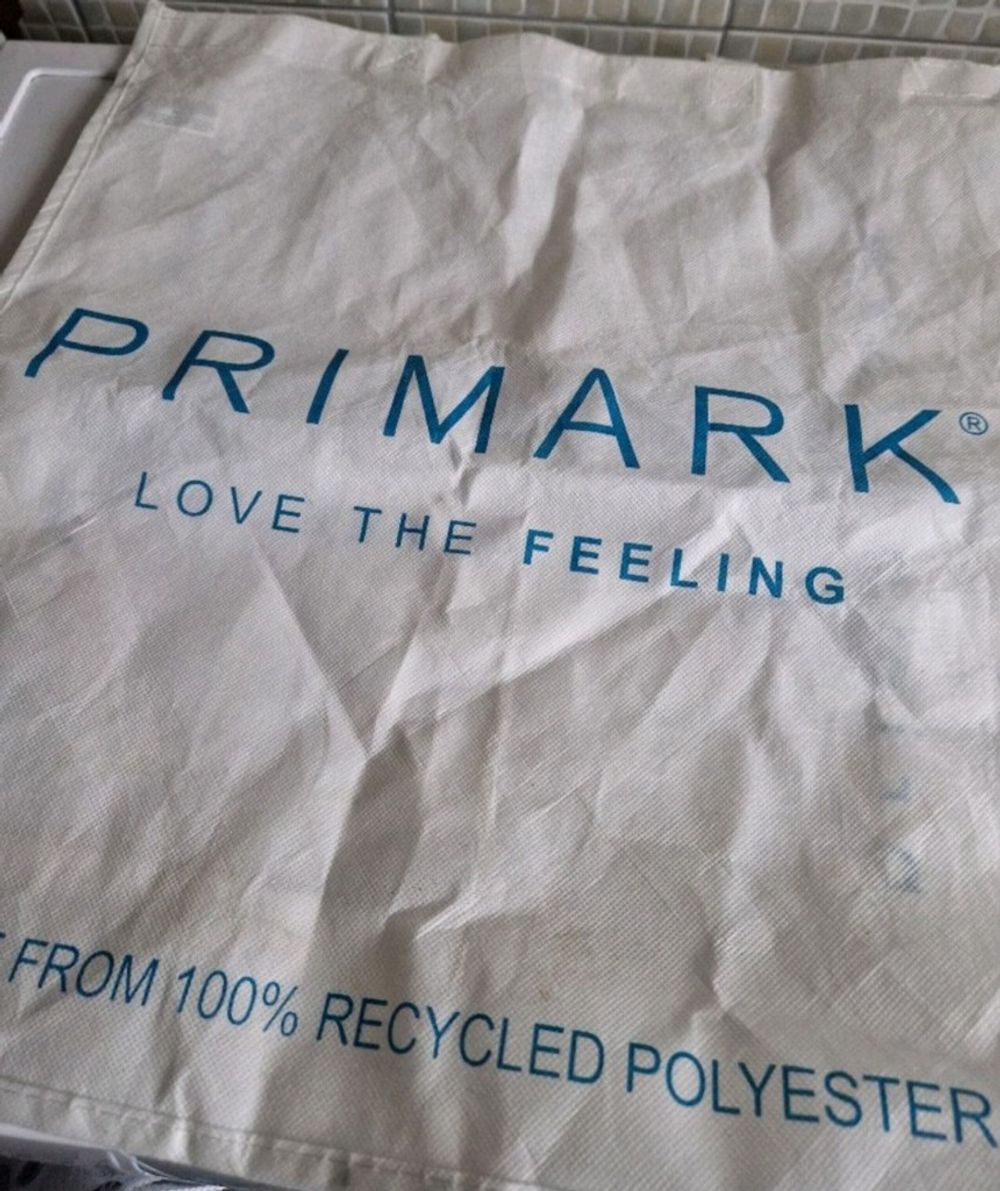 PRIMARK®
LOVE THE FEELING
FROM 100% RECYCLED POLYESTER